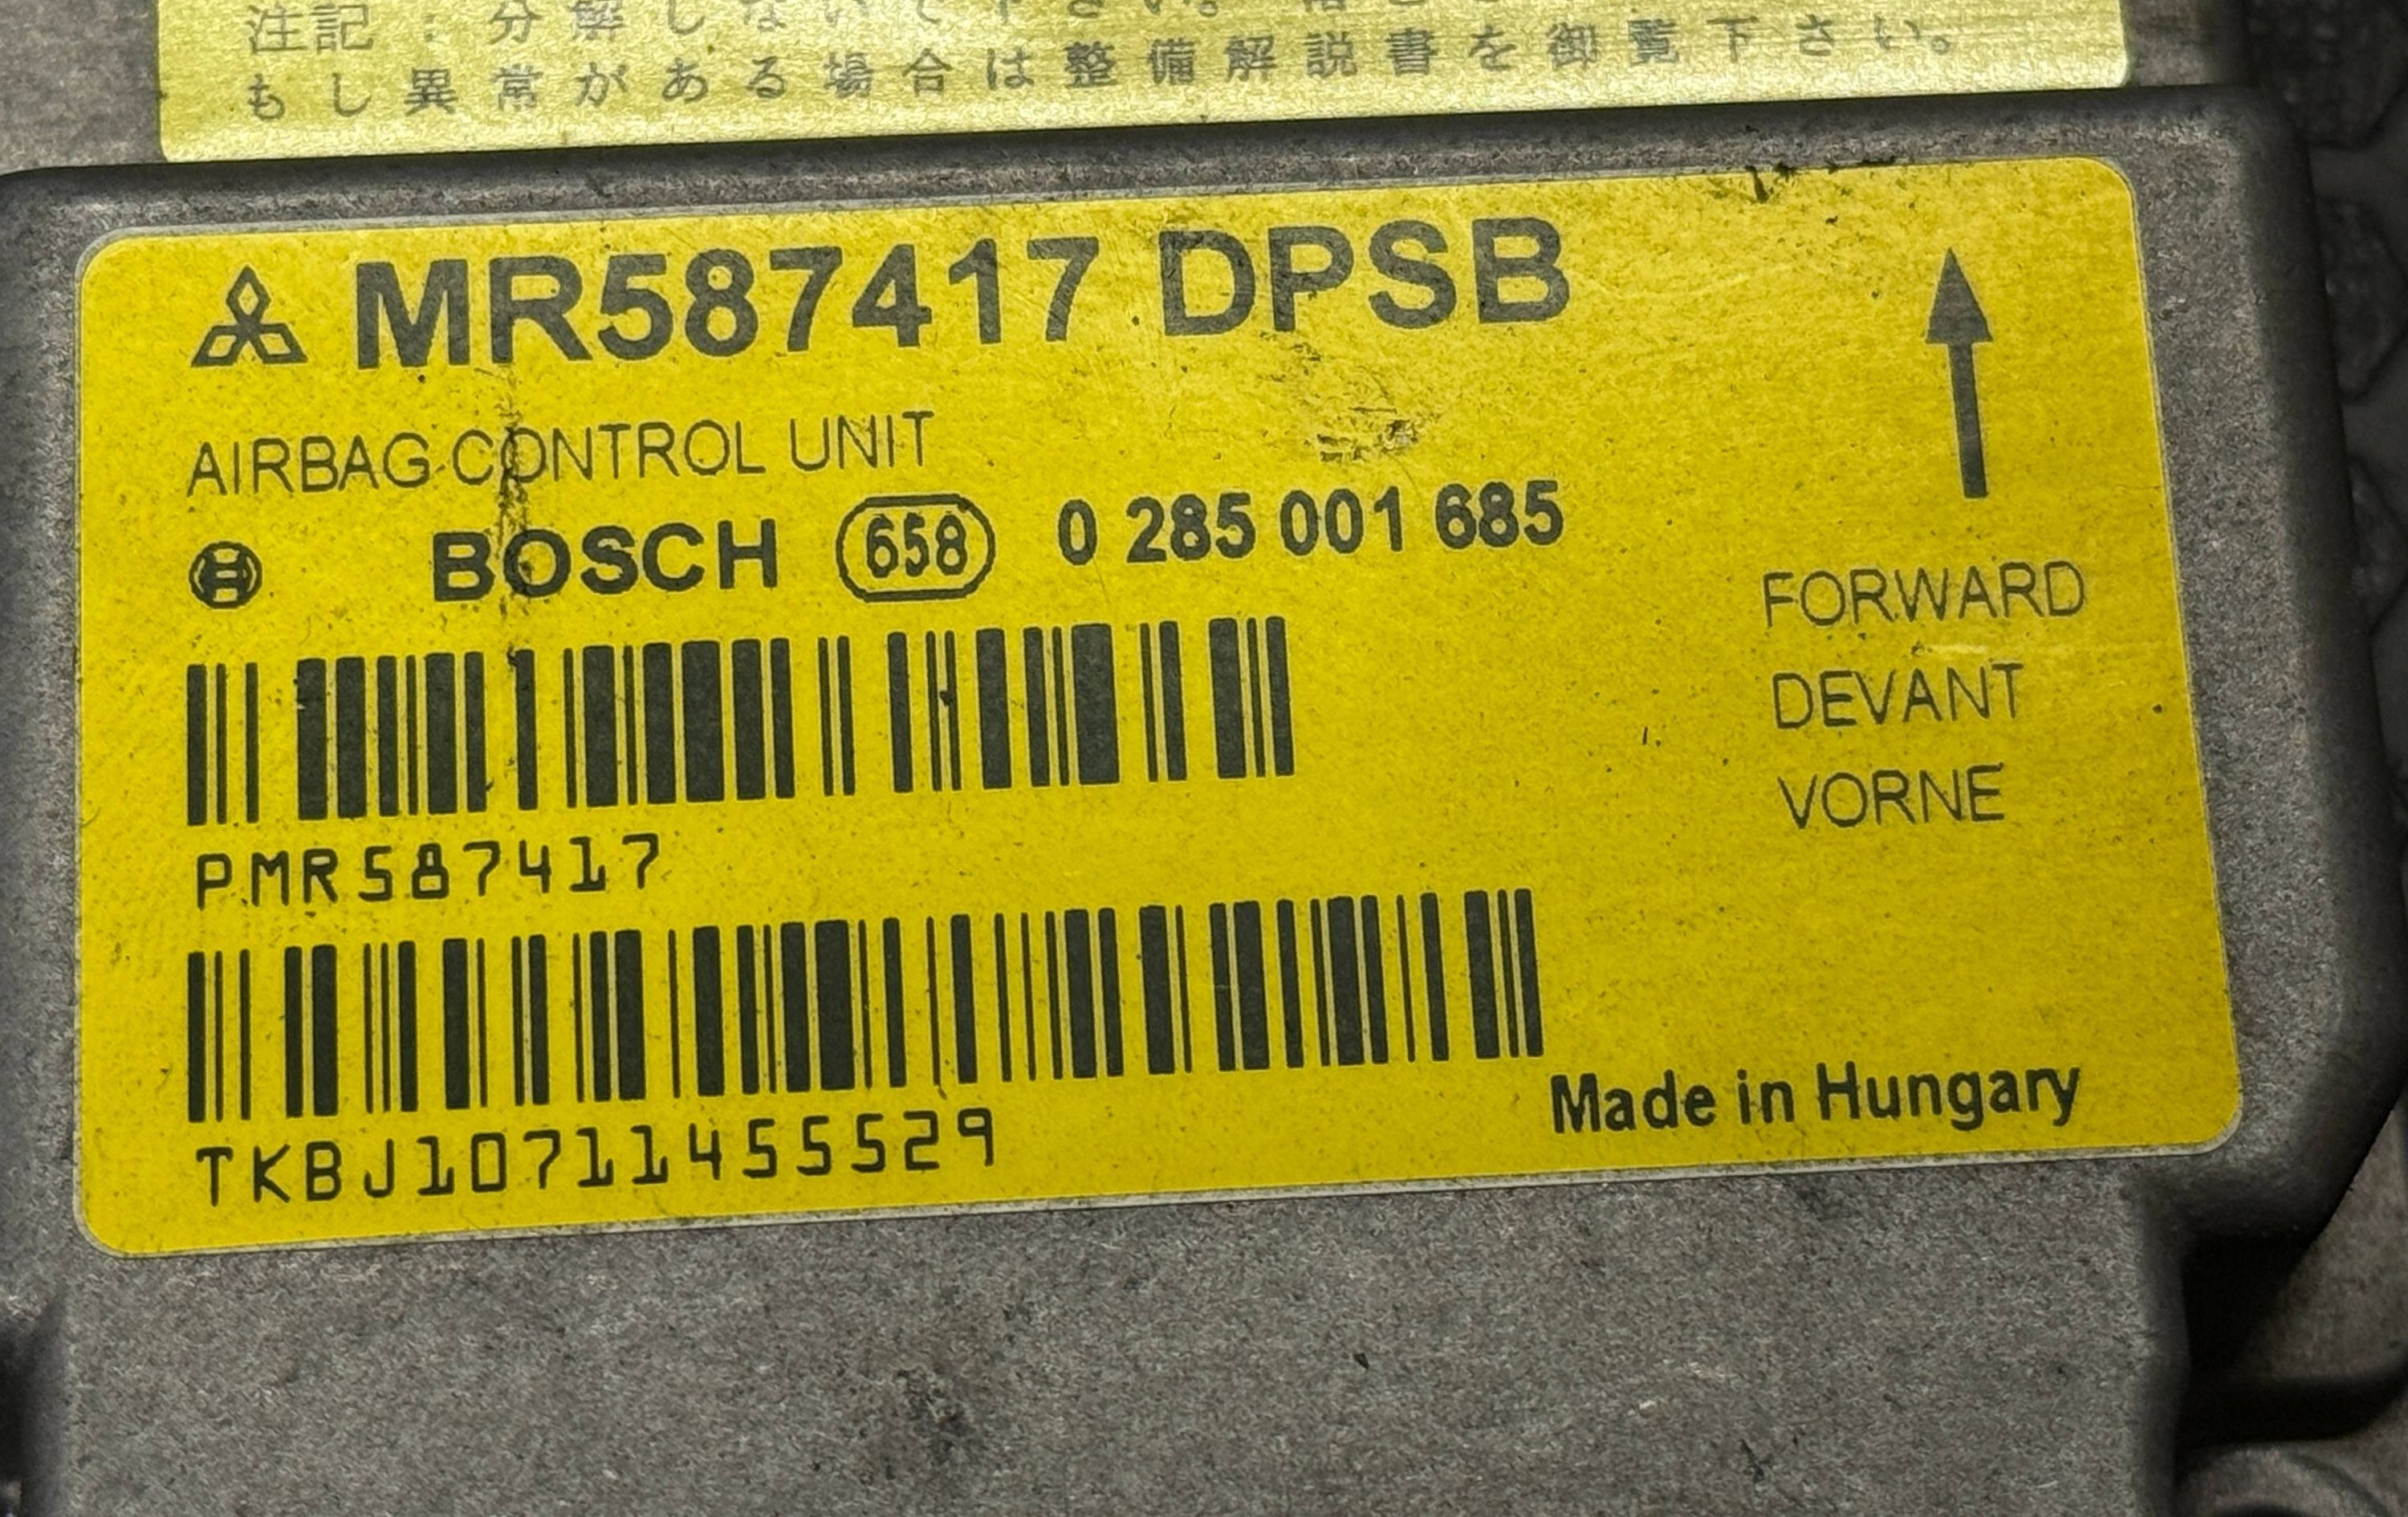 注記：分解しないで下さい。
もし異常がある場合は整備解説書を御覧下さい。
MR587417 DPSB
AIRBAG CONTROL UNIT
BOSCH 658 0 285 001 685
FORWARD
DEVANT
VORNE
PMR587417
TKBJ10711455529
Made in Hungary